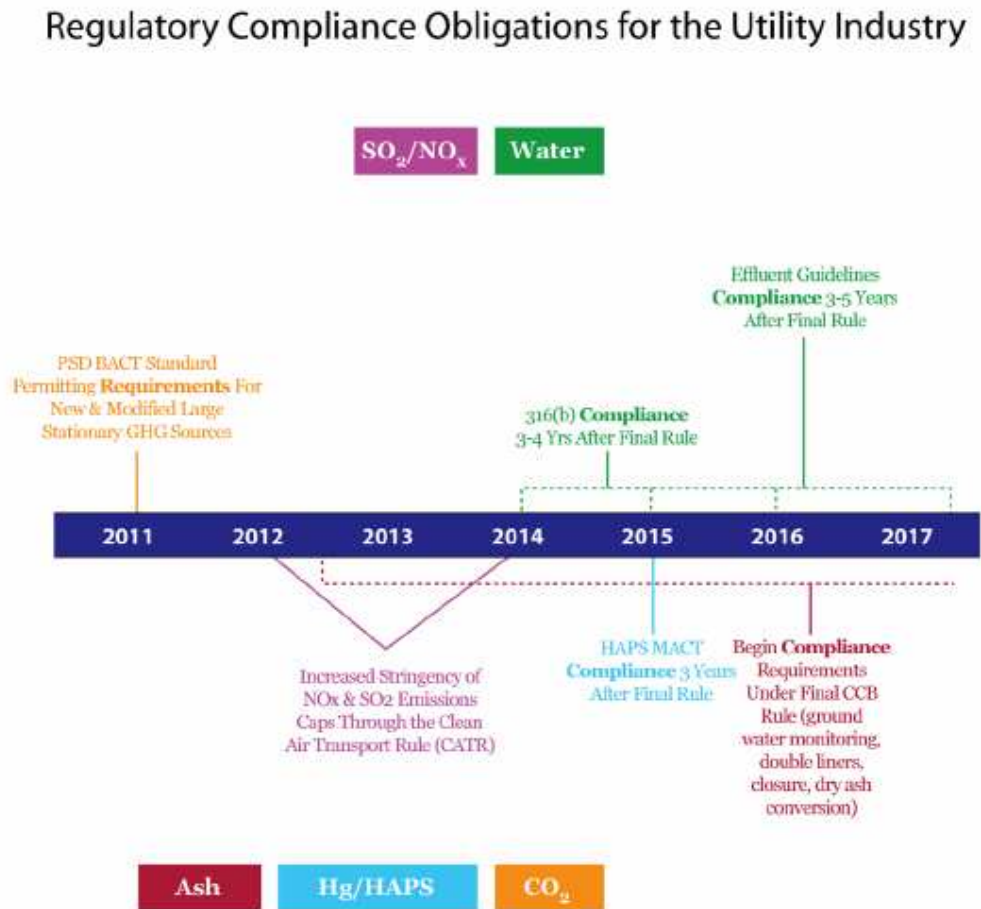 Regulatory Compliance Obligations for the Utility Industry
SO₂/NOₓ
Water
Effluent Guidelines
Compliance 3-5 Years
After Final Rule
PSD BACT Standard
Permitting Requirements For
New & Modified Large
Stationary GHG Sources
316(b) Compliance
3-4 Yrs After Final Rule
2011 2012 2013 2014 2015 2016 2017
Increased Stringency of
NOx & SO2 Emissions
Caps Through the Clean
Air Transport Rule (CATR)
HAPS MACT
Compliance 3 Years
After Final Rule
Begin Compliance
Requirements
Under Final CCB
Rule (ground
water monitoring,
double liners,
closure, dry ash
conversion)
Ash
Hg/HAPS
CO₂